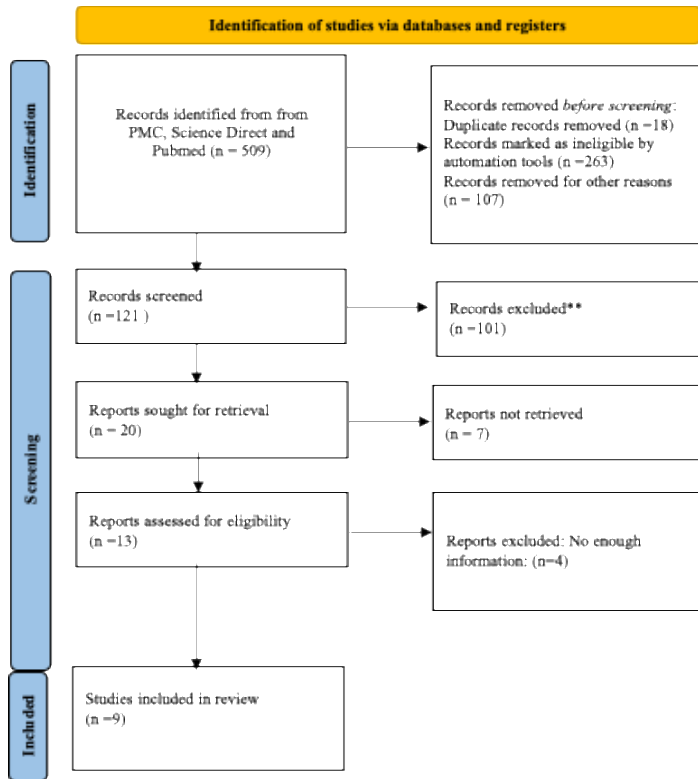 Identification of studies via databases and registers
Identification
Records identified from from
PMC, Science Direct and
Pubmed (n = 509)
Records removed before screening:
Duplicate records removed (n =18)
Records marked as ineligible by
automation tools (n =263)
Records removed for other reasons
(n = 107)
Screening
Records screened
(n =121 )
Records excluded**
(n =101)
Reports sought for retrieval
(n = 20)
Reports not retrieved
(n = 7)
Reports assessed for eligibility
(n =13)
Reports excluded: No enough
information: (n=4)
Included
Studies included in review
(n =9)